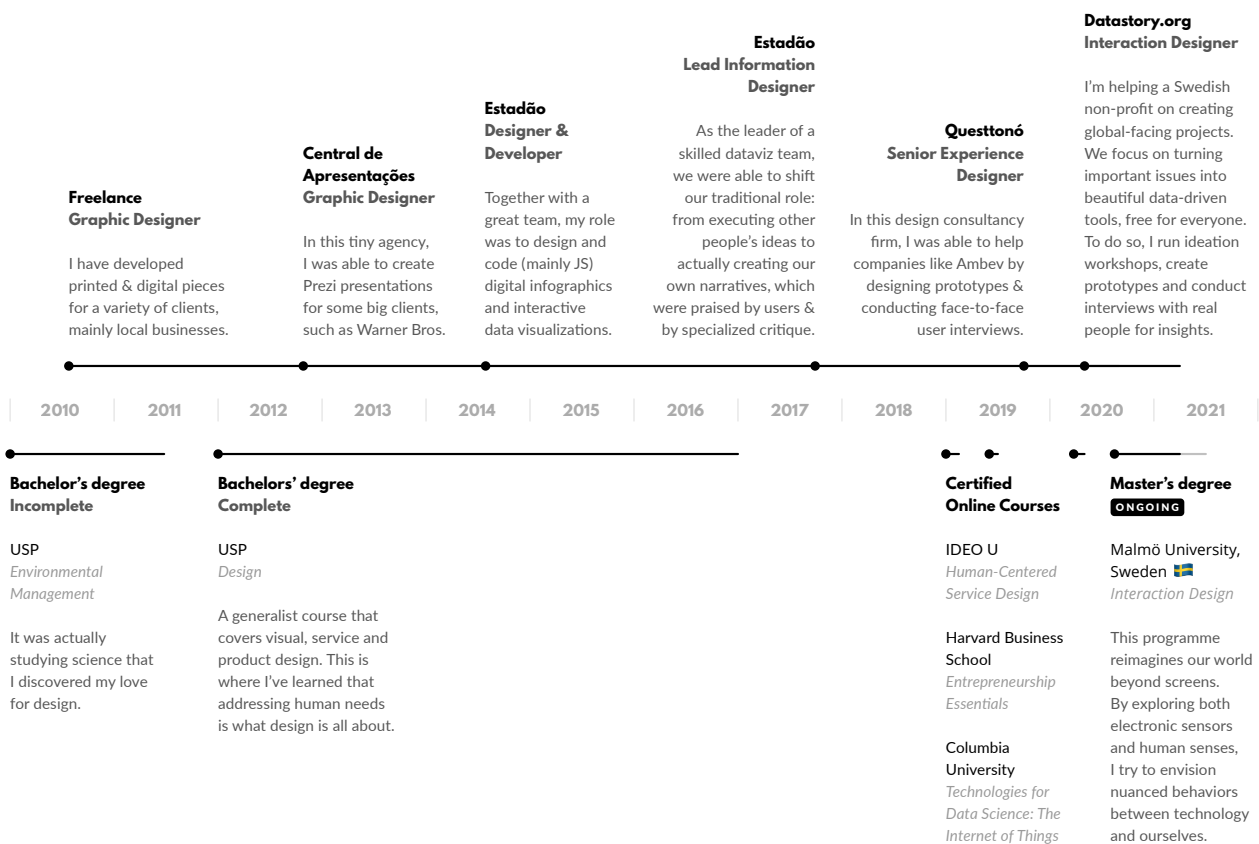 Freelance
Graphic Designer
I have developed
printed & digital pieces
for a variety of clients,
mainly local businesses.
Central de
Apresentações
Graphic Designer
In this tiny agency,
I was able to create
Prezi presentations
for some big clients,
such as Warner Bros.
Estadão
Designer &
Developer
Together with a
great team, my role
was to design and
code (mainly JS)
digital infographics
and interactive
data visualizations.
Estadão
Lead Information
Designer
As the leader of a
skilled dataviz team,
we were able to shift
our traditional role:
from executing other
people's ideas to
actually creating our
own narratives, which
were praised by users &
by specialized critique.
Questtonó
Senior Experience
Designer
In this design consultancy
firm, I was able to help
companies like Ambev by
designing prototypes &
conducting face-to-face
user interviews.
Datastory.org
Interaction Designer
I'm helping a Swedish
non-profit on creating
global-facing projects.
We focus on turning
important issues into
beautiful data-driven
tools, free for everyone.
To do so, I run ideation
workshops, create
prototypes and conduct
interviews with real
people for insights.
2010 2011 2012 2013 2014 2015 2016 2017 2018 2019 2020 2021
Bachelor's degree
Incomplete
USP
Environmental
Management
It was actually
studying science that
I discovered my love
for design.
Bachelors' degree
Complete
USP
Design
A generalist course that
covers visual, service and
product design. This is
where I've learned that
addressing human needs
is what design is all about.
Certified
Online Courses
IDEO U
Human-Centered
Service Design
Harvard Business
School
Entrepreneurship
Essentials
Columbia
University
Technologies for
Data Science: The
Internet of Things
Master's degree
ONGOING
Malmö University,
Sweden 🇸🇪
Interaction Design
This programme
reimagines our world
beyond screens.
By exploring both
electronic sensors
and human senses,
I try to envision
nuanced behaviors
between technology
and ourselves.